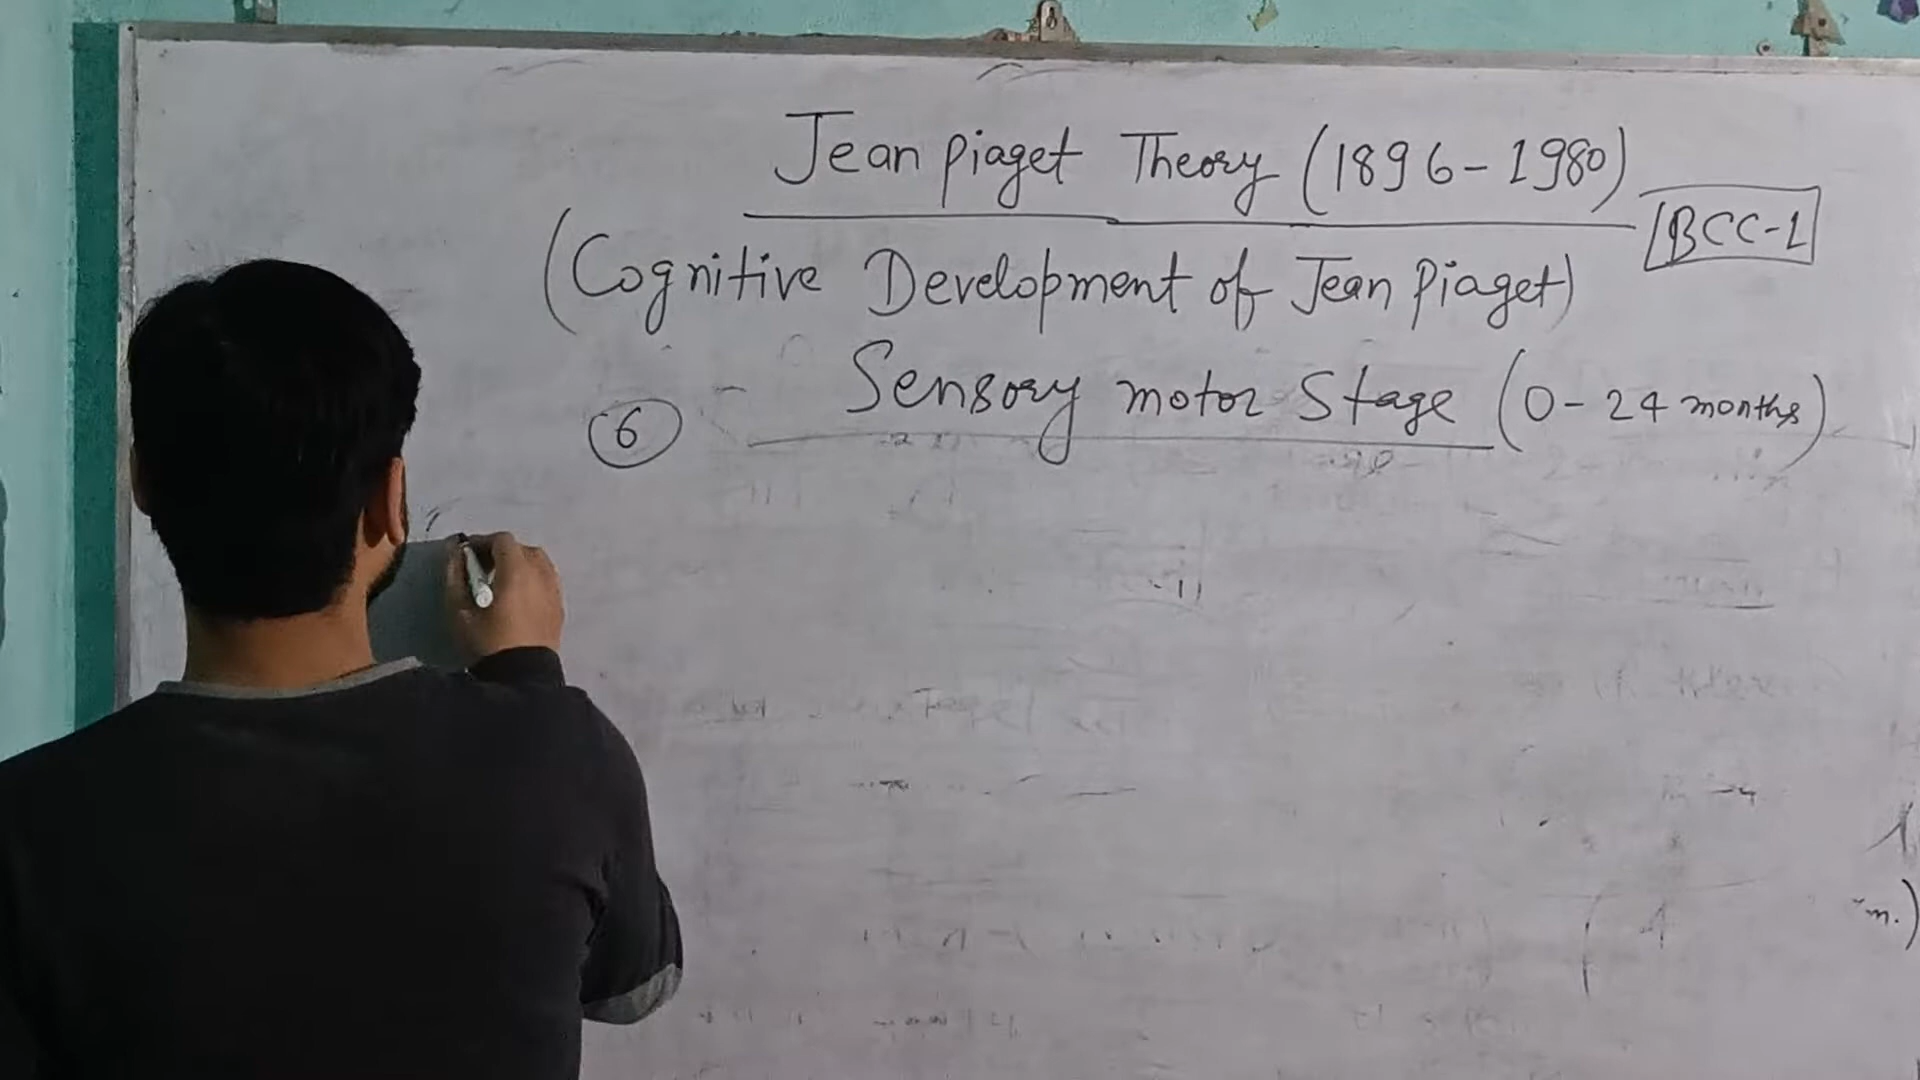 Jean Piaget Theory (1896-1980)
BCC-1
(Cognitive Development of Jean Piaget)
6 Sensory motor Stage (0-24 months)
m.)